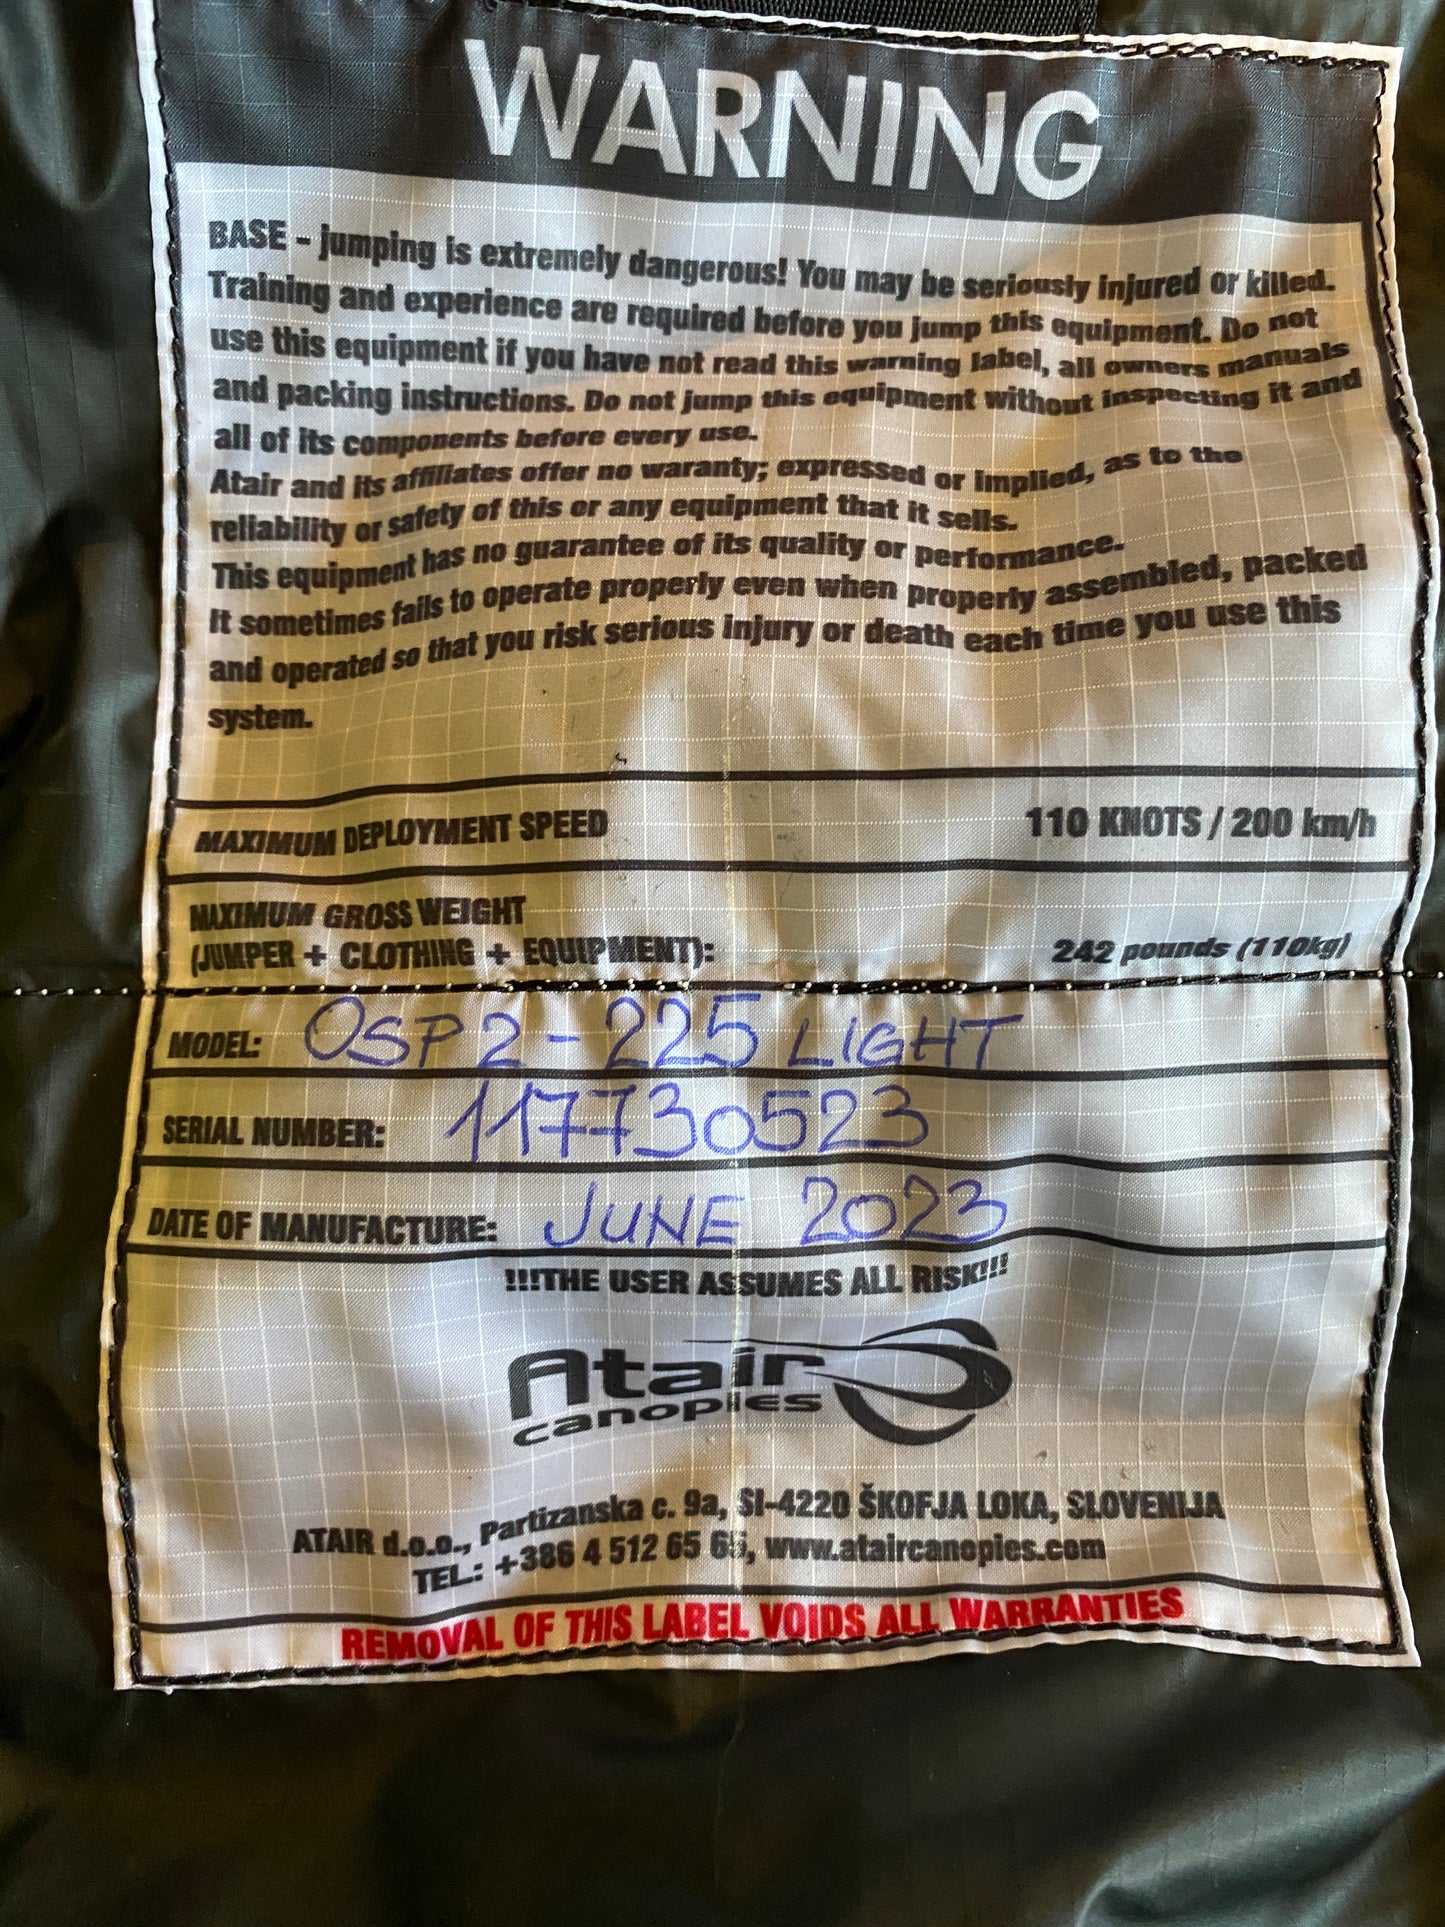 WARNING
BASE - jumping is extremely dangerous! You may be seriously injured or killed.
Training and experience are required before you jump this equipment. Do not
use this equipment if you have not read this warning label, all owners manuals
and packing instructions. Do not jump this equipment without inspecting it and
all of its components before every use.
Atair and its affiliates offer no waranty; expressed or implied, as to the
reliability or safety of this or any equipment that it sells.
This equipment has no guarantee of its quality or performance.
It sometimes fails to operate properly even when properly assembled, packed
and operated so that you risk serious injury or death each time you use this
system.
MAXIMUM DEPLOYMENT SPEED 110 KNOTS / 200 km/h
MAXIMUM GROSS WEIGHT
(JUMPER + CLOTHING + EQUIPMENT): 242 pounds (110kg)
MODEL: OSP2-225 LIGHT
SERIAL NUMBER: 117730523
DATE OF MANUFACTURE: JUNE 2023
!!!THE USER ASSUMES ALL RISK!!!
Atair
canopies
ATAIR d.o.o., Partizanska c. 9a, SI-4220 ŠKOFJA LOKA, SLOVENIJA
TEL.: +386 4 512 65 65, www.ataircanopies.com
REMOVAL OF THIS LABEL VOIDS ALL WARRANTIES